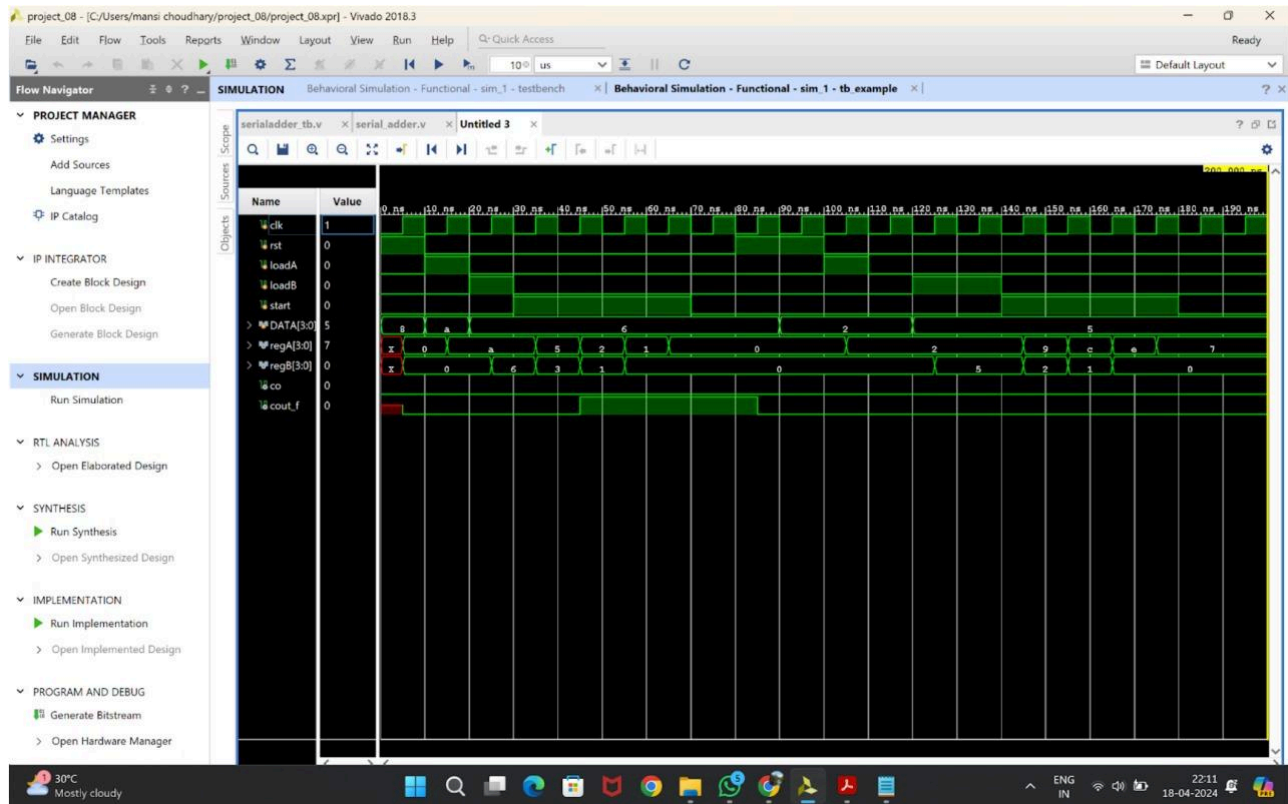 project_08 - [C:/Users/mansi choudhary/project_08/project_08.xpr] - Vivado 2018.3
File Edit Flow Tools Reports Window Layout View Run Help Quick Access Ready
10 us Default Layout
Flow Navigator SIMULATION Behavioral Simulation - Functional - sim_1 - testbench Behavioral Simulation - Functional - sim_1 - tb_example
PROJECT MANAGER
Settings
Add Sources
Language Templates
IP Catalog
IP INTEGRATOR
Create Block Design
Open Block Design
Generate Block Design
SIMULATION
Run Simulation
RTL ANALYSIS
Open Elaborated Design
SYNTHESIS
Run Synthesis
Open Synthesized Design
IMPLEMENTATION
Run Implementation
Open Implemented Design
PROGRAM AND DEBUG
Generate Bitstream
Open Hardware Manager
Scope
Sources
Objects
serialadder_tb.v serial_adder.v Untitled 3
200.000 ns
Name Value 0 ns 10 ns 20 ns 30 ns 40 ns 50 ns 60 ns 70 ns 80 ns 90 ns 100 ns 110 ns 120 ns 130 ns 140 ns 150 ns 160 ns 170 ns 180 ns 190 ns
clk 1
rst 0
loadA 0
loadB 0
start 0
DATA[3:0] 5 8 a 6 2 5
regA[3:0] 7 X 0 a 5 2 1 0 2 9 c e 7
regB[3:0] 0 X 0 6 3 1 0 5 2 1 0
co 0
cout_f 0
1
30°C
Mostly cloudy
ENG
IN
22:11
18-04-2024